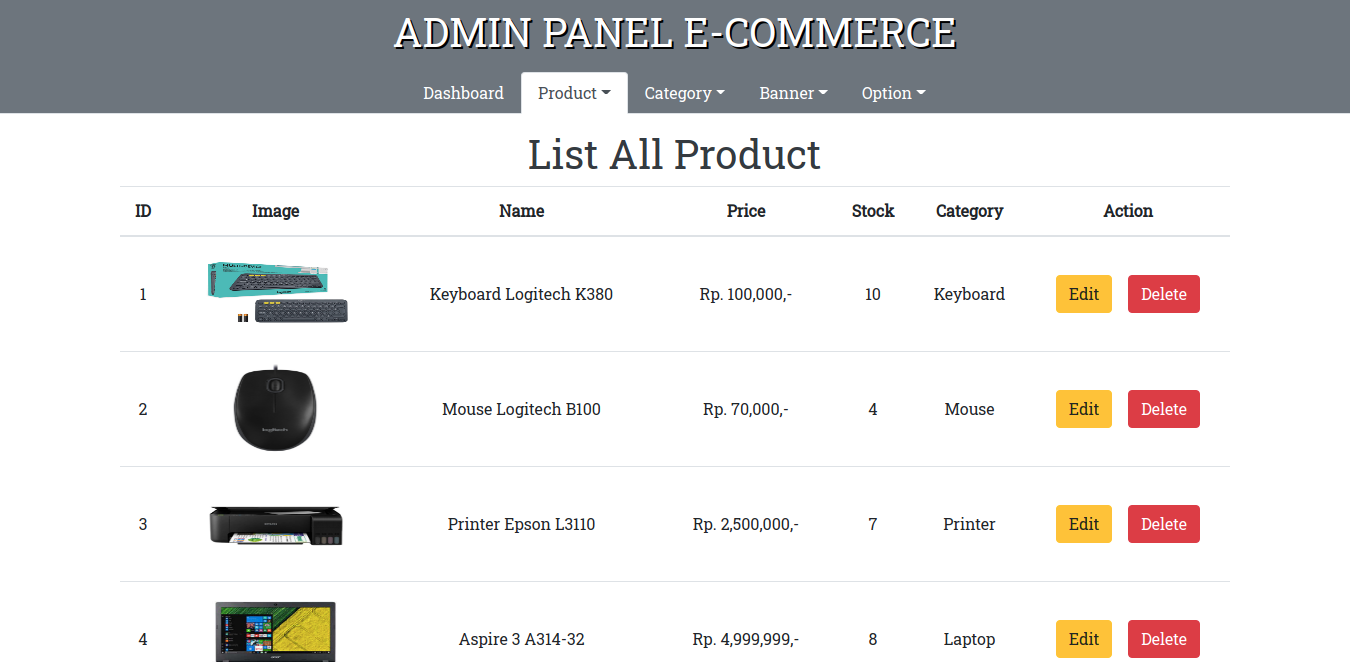 ADMIN PANEL E-COMMERCE
Dashboard Product Category Banner Option
List All Product
ID Image Name Price Stock Category Action
1 Keyboard Logitech K380 Rp. 100,000,- 10 Keyboard Edit Delete
2 Mouse Logitech B100 Rp. 70,000,- 4 Mouse Edit Delete
3 Printer Epson L3110 Rp. 2,500,000,- 7 Printer Edit Delete
4 Aspire 3 A314-32 Rp. 4,999,999,- 8 Laptop Edit Delete